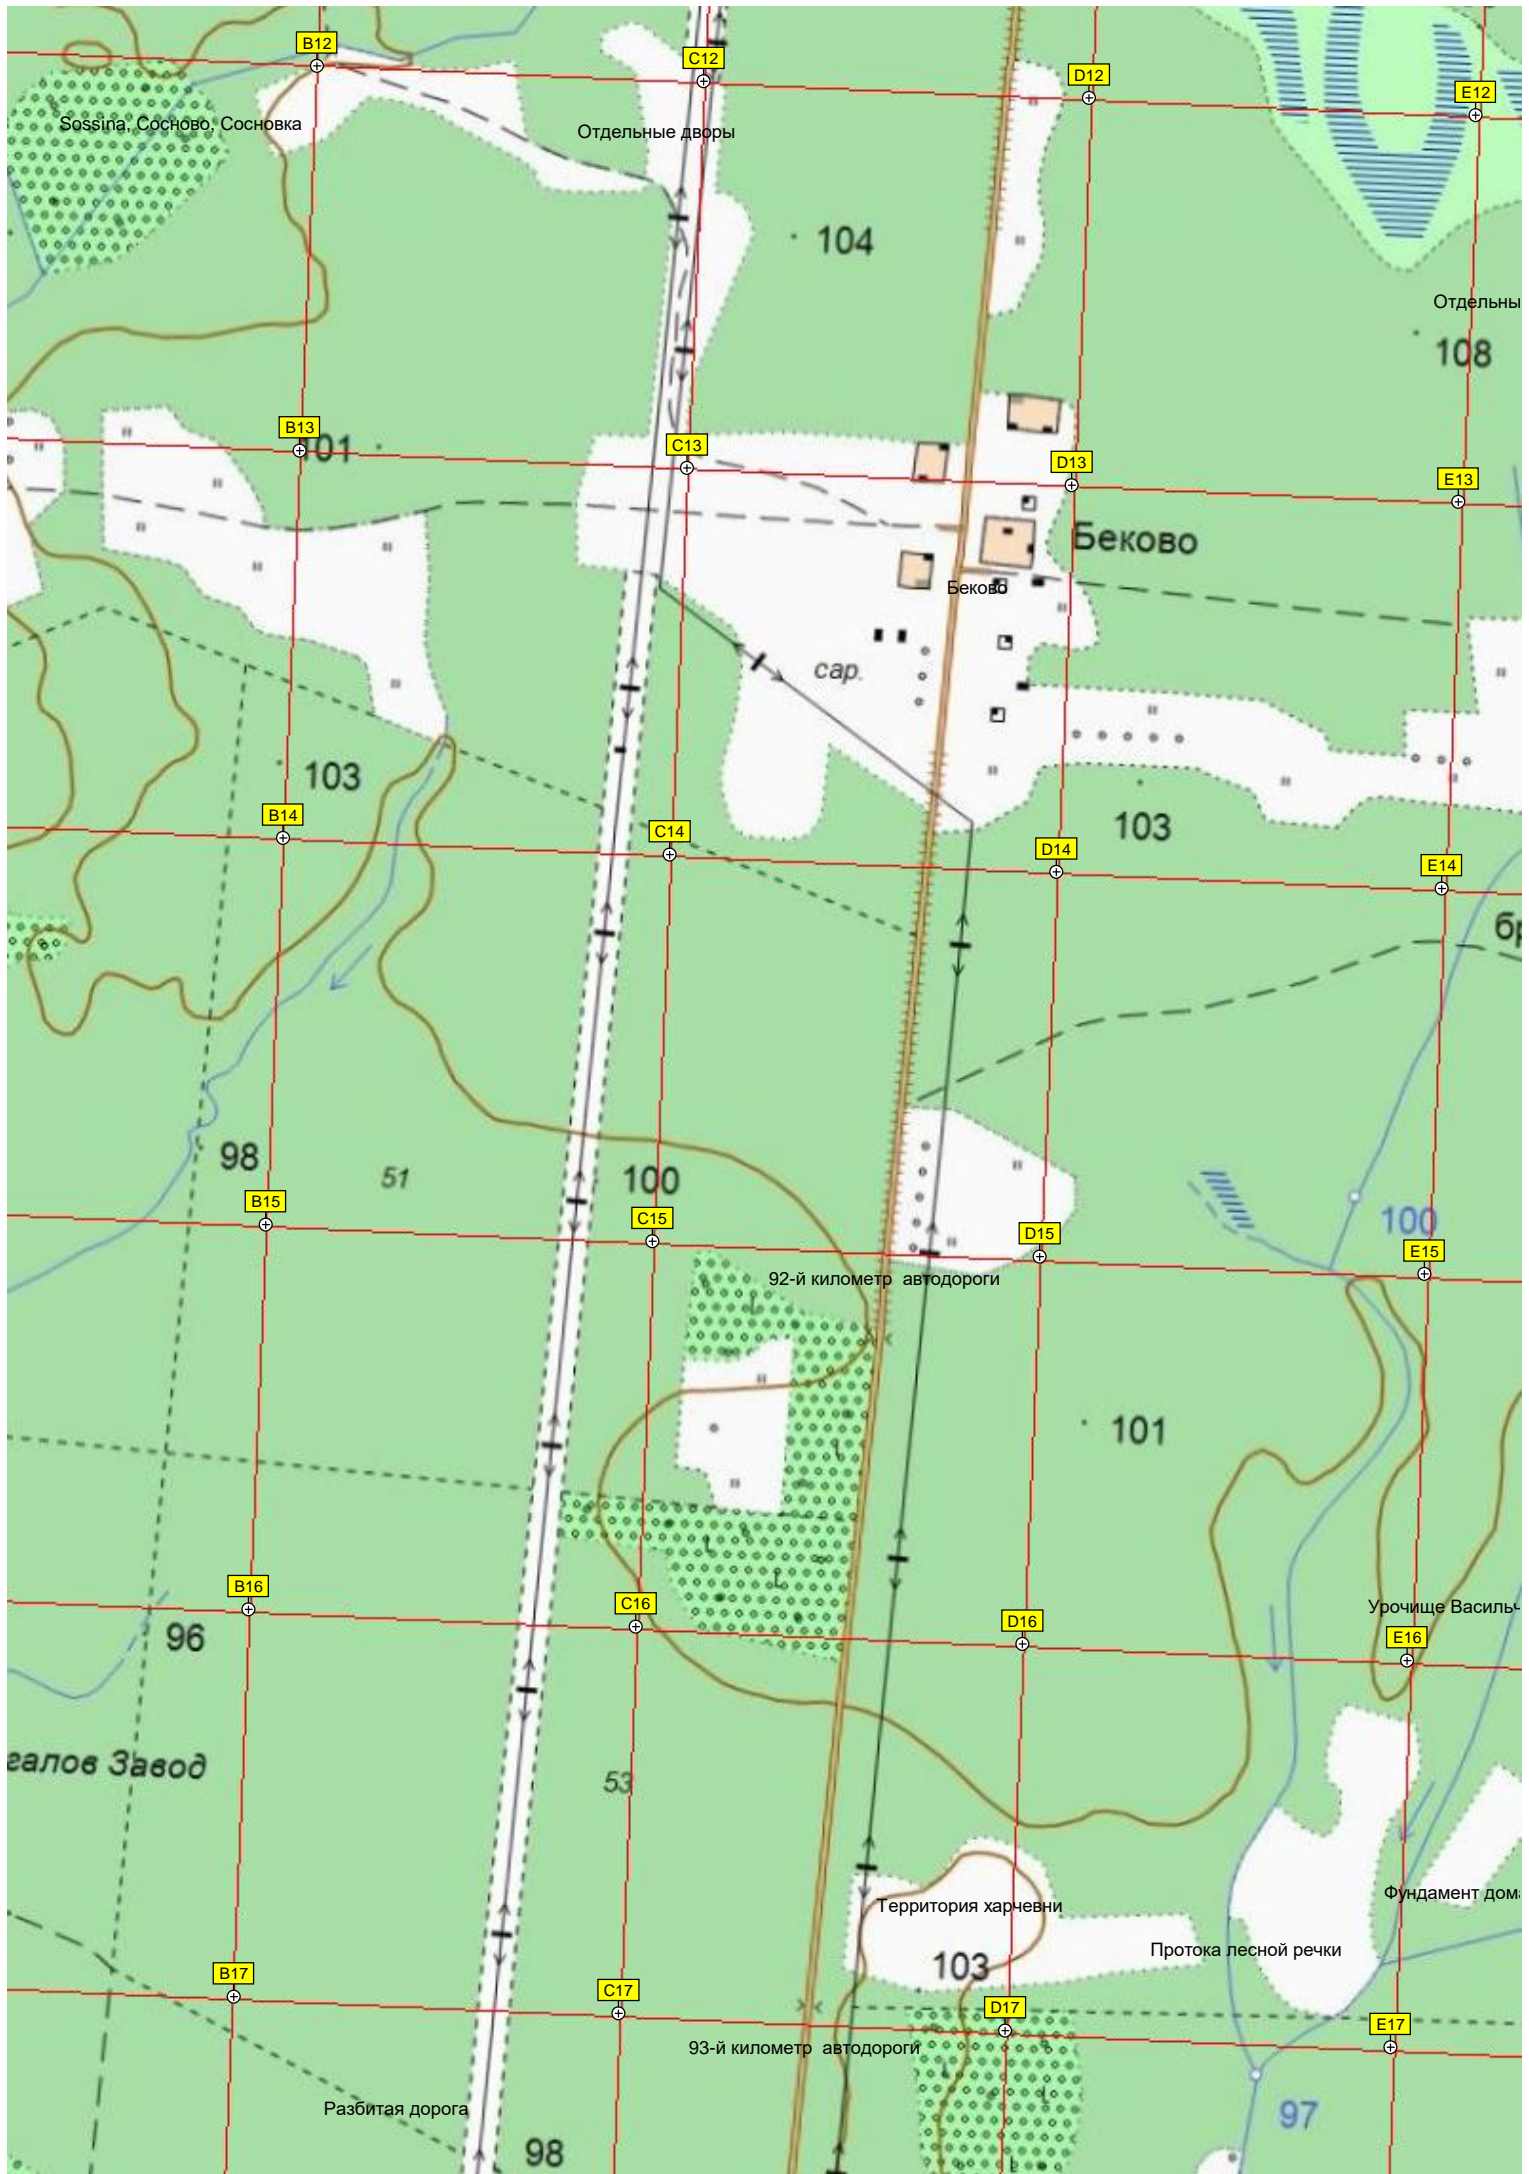 B12
C12
D12
E12
Sossina, Сосново, Сосновка
Отдельные дворы
104
Отдельны
108
B13
101
C13
D13
E13
Беково
Беково
сар.
103
B14
C14
103
D14
E14
бр
98
51
100
B15
C15
D15
100
E15
92-й километр автодороги
101
B16
96
C16
D16
Урочище Васильч
E16
галов Завод
53
Территория харчевни
Фундамент дом
Протока лесной речки
103
B17
C17
D17
E17
93-й километр автодороги
Разбитая дорога
98
97